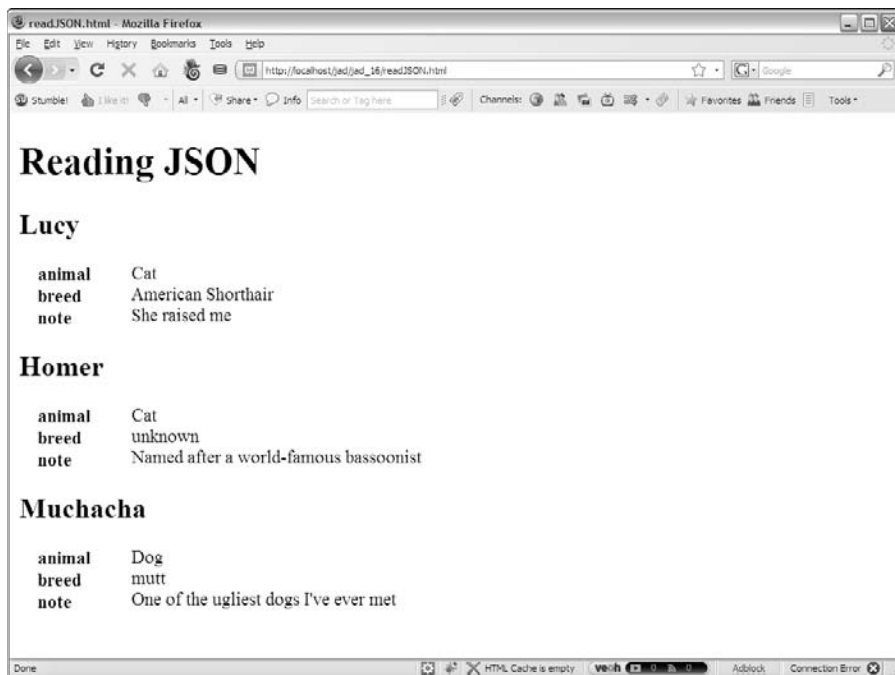 readJSON.html - Mozilla Firefox
File Edit View History Bookmarks Tools Help
http://localhost/jad/jad_16/readJSON.html Google
Stumble! I like it! All Share Info Search or Tag here Channels: Favorites Friends Tools
Reading JSON
Lucy
animal Cat
breed American Shorthair
note She raised me
Homer
animal Cat
breed unknown
note Named after a world-famous bassoonist
Muchacha
animal Dog
breed mutt
note One of the ugliest dogs I've ever met
Done HTML Cache is empty veoh 0 0 Adblock Connection Error